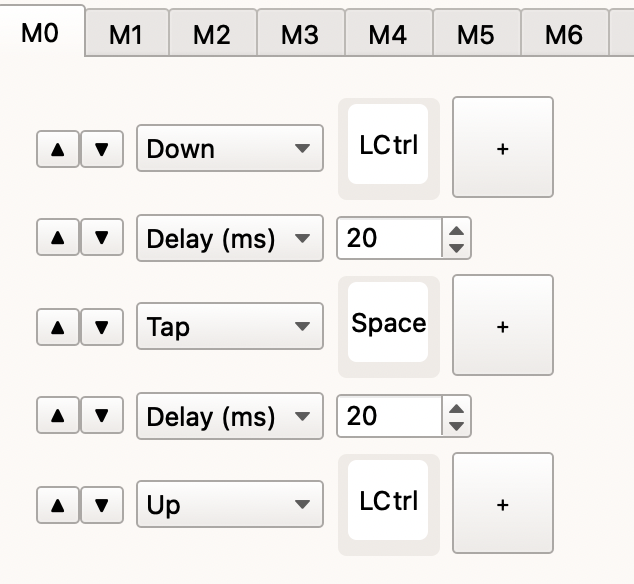 M0 M1 M2 M3 M4 M5 M6
▲ ▼ Down LCtrl +
▲ ▼ Delay (ms) 20
▲ ▼ Tap Space +
▲ ▼ Delay (ms) 20
▲ ▼ Up LCtrl +